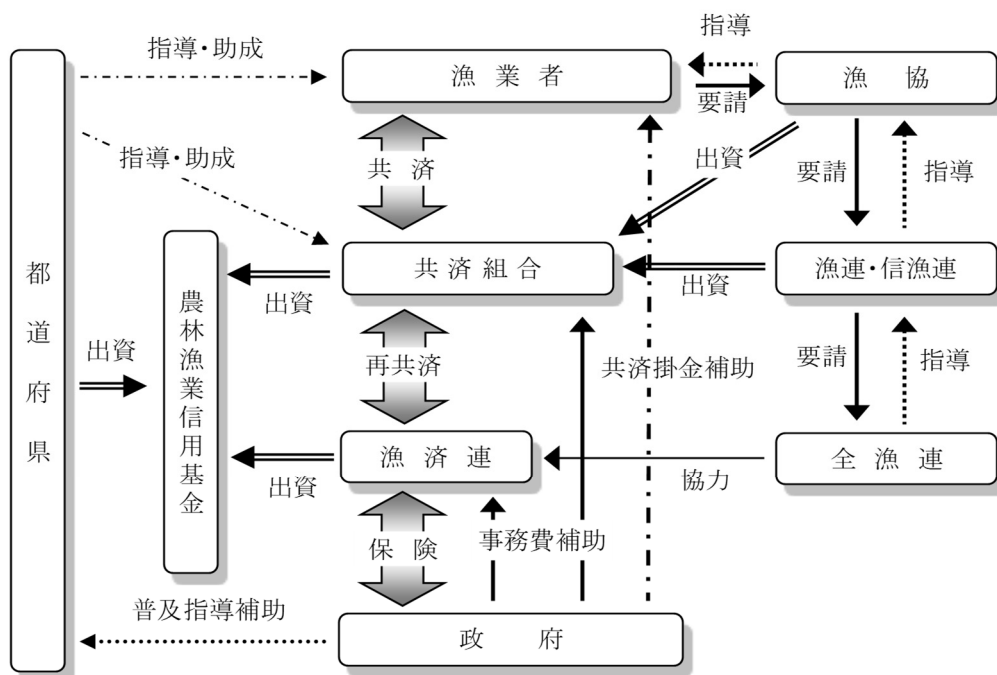 指導・助成
漁業者
指導
要請
漁協
指導・助成
共済
出資
要請
指導
都道府県
農林漁業信用基金
共済組合
出資
出資
漁連・信漁連
出資
再共済
共済掛金補助
要請
指導
漁済連
出資
協力
全漁連
保険
事務費補助
普及指導補助
政府